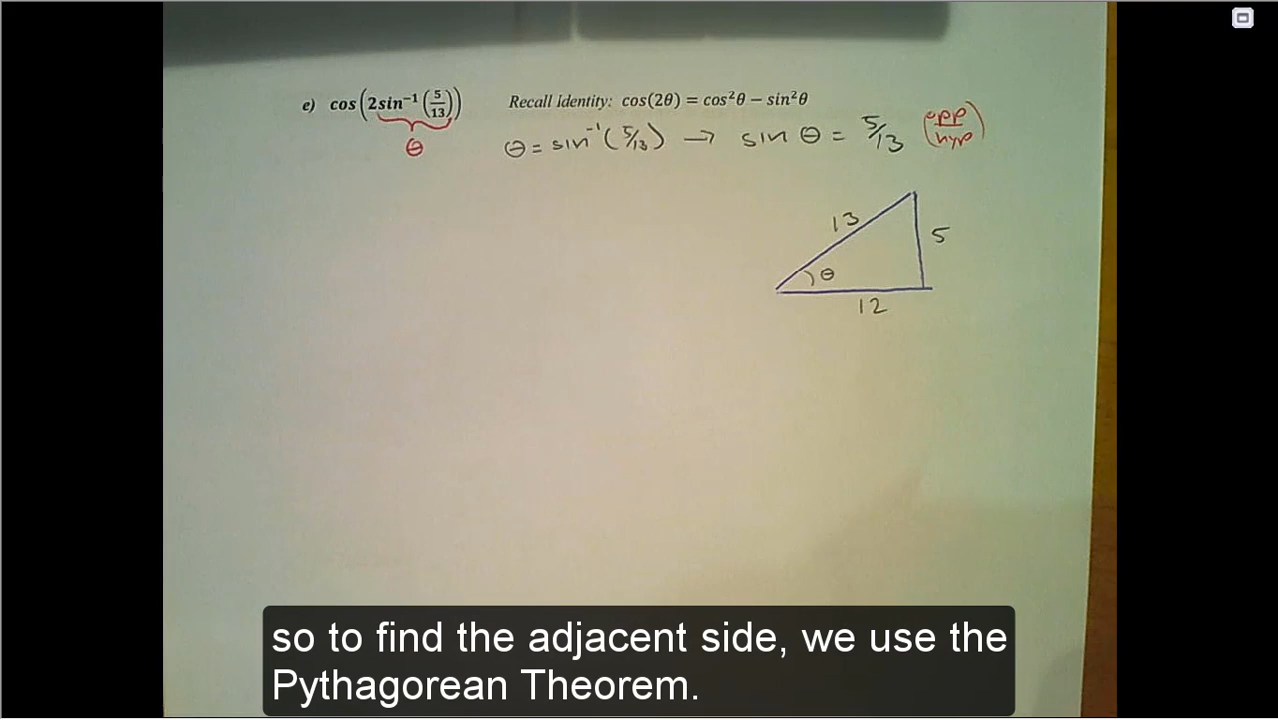 e) cos(2sin⁻¹(5/13)) Recall Identity: cos(2θ) = cos²θ − sin²θ
θ θ = sin⁻¹(5/13) → sin θ = 5/13 (opp/hyp)
13
5
θ
12
so to find the adjacent side, we use the
Pythagorean Theorem.